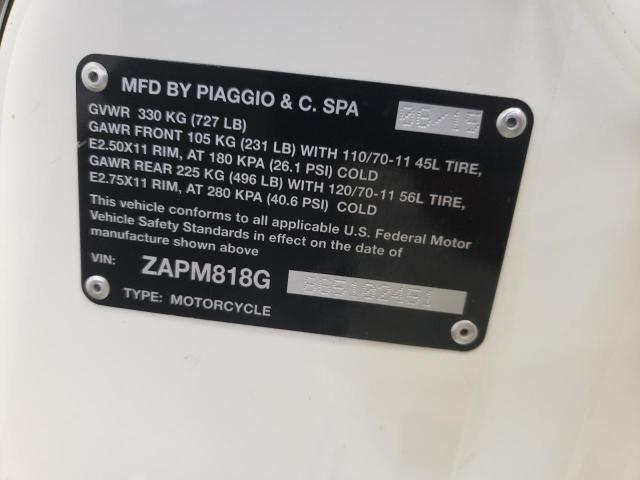 MFD BY PIAGGIO & C. SPA 08/15
GVWR 330 KG (727 LB)
GAWR FRONT 105 KG (231 LB) WITH 110/70-11 45L TIRE,
E2.50X11 RIM, AT 180 KPA (26.1 PSI) COLD
GAWR REAR 225 KG (496 LB) WITH 120/70-11 56L TIRE,
E2.75X11 RIM, AT 280 KPA (40.6 PSI) COLD
This vehicle conforms to all applicable U.S. Federal Motor
Vehicle Safety Standards in effect on the date of
manufacture shown above
VIN: ZAPM818G
TYPE: MOTORCYCLE